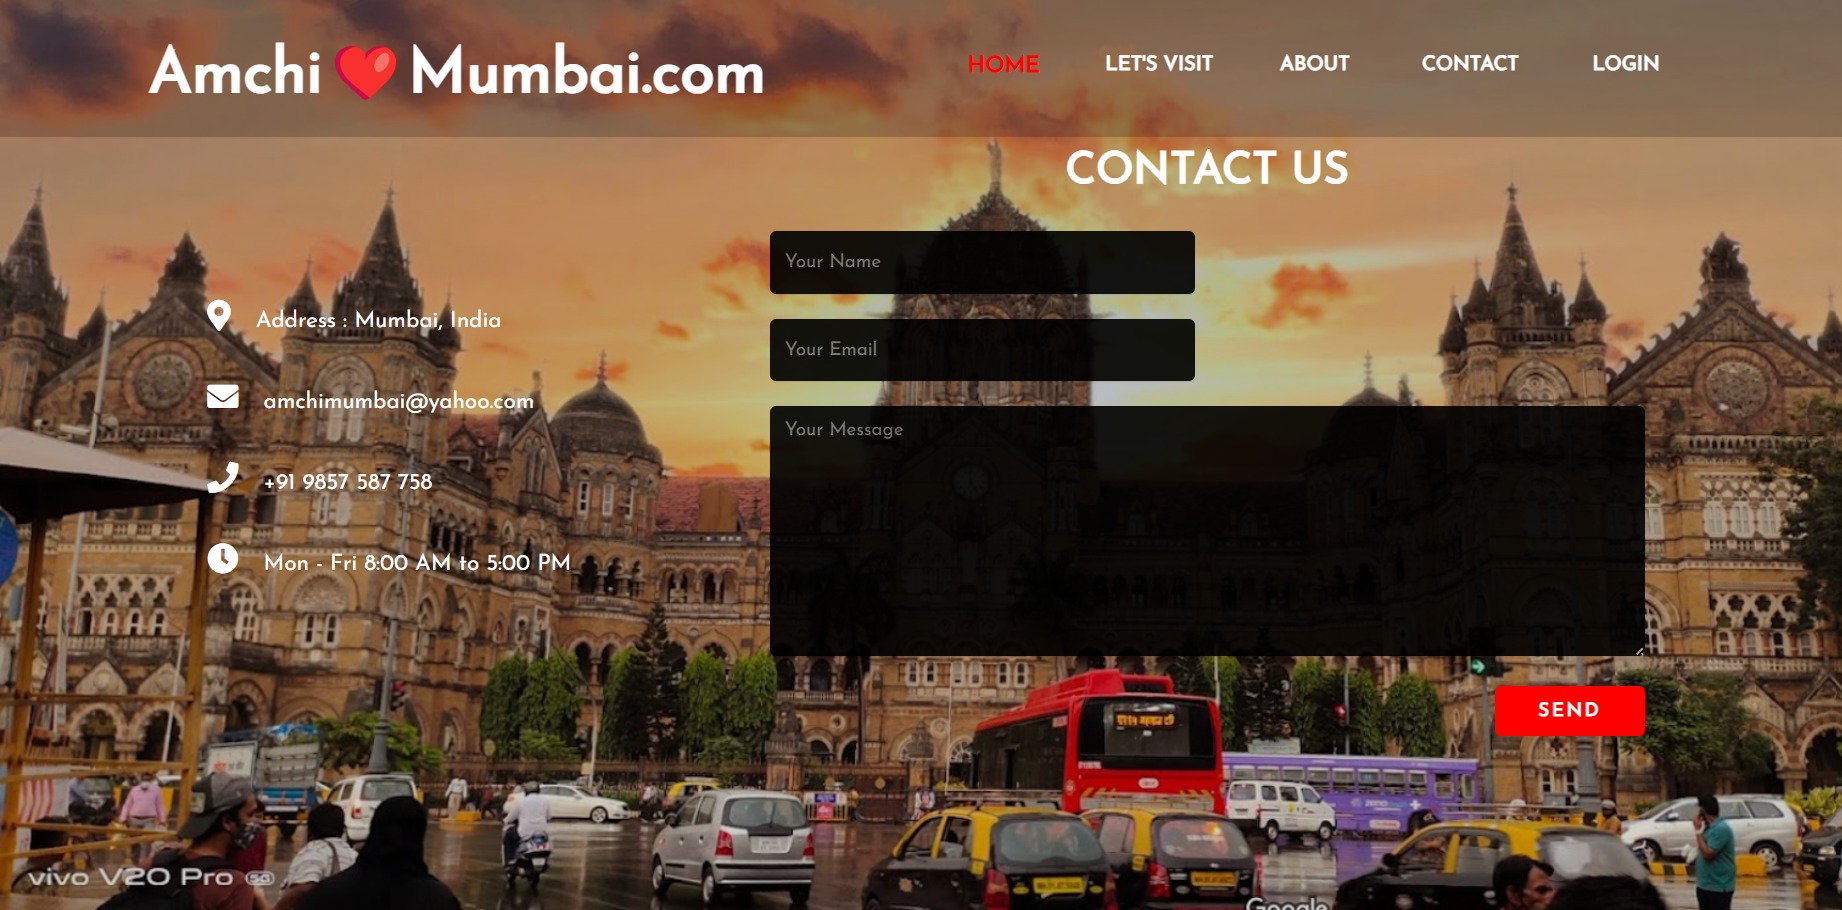 Amchi ❤️ Mumbai.com
HOME LET'S VISIT ABOUT CONTACT LOGIN
CONTACT US
Your Name
Your Email
Your Message
Address : Mumbai, India
amchimumbai@yahoo.com
+91 9857 587 758
Mon - Fri 8:00 AM to 5:00 PM
SEND
zeno
vivo V20 Pro 5G
Google